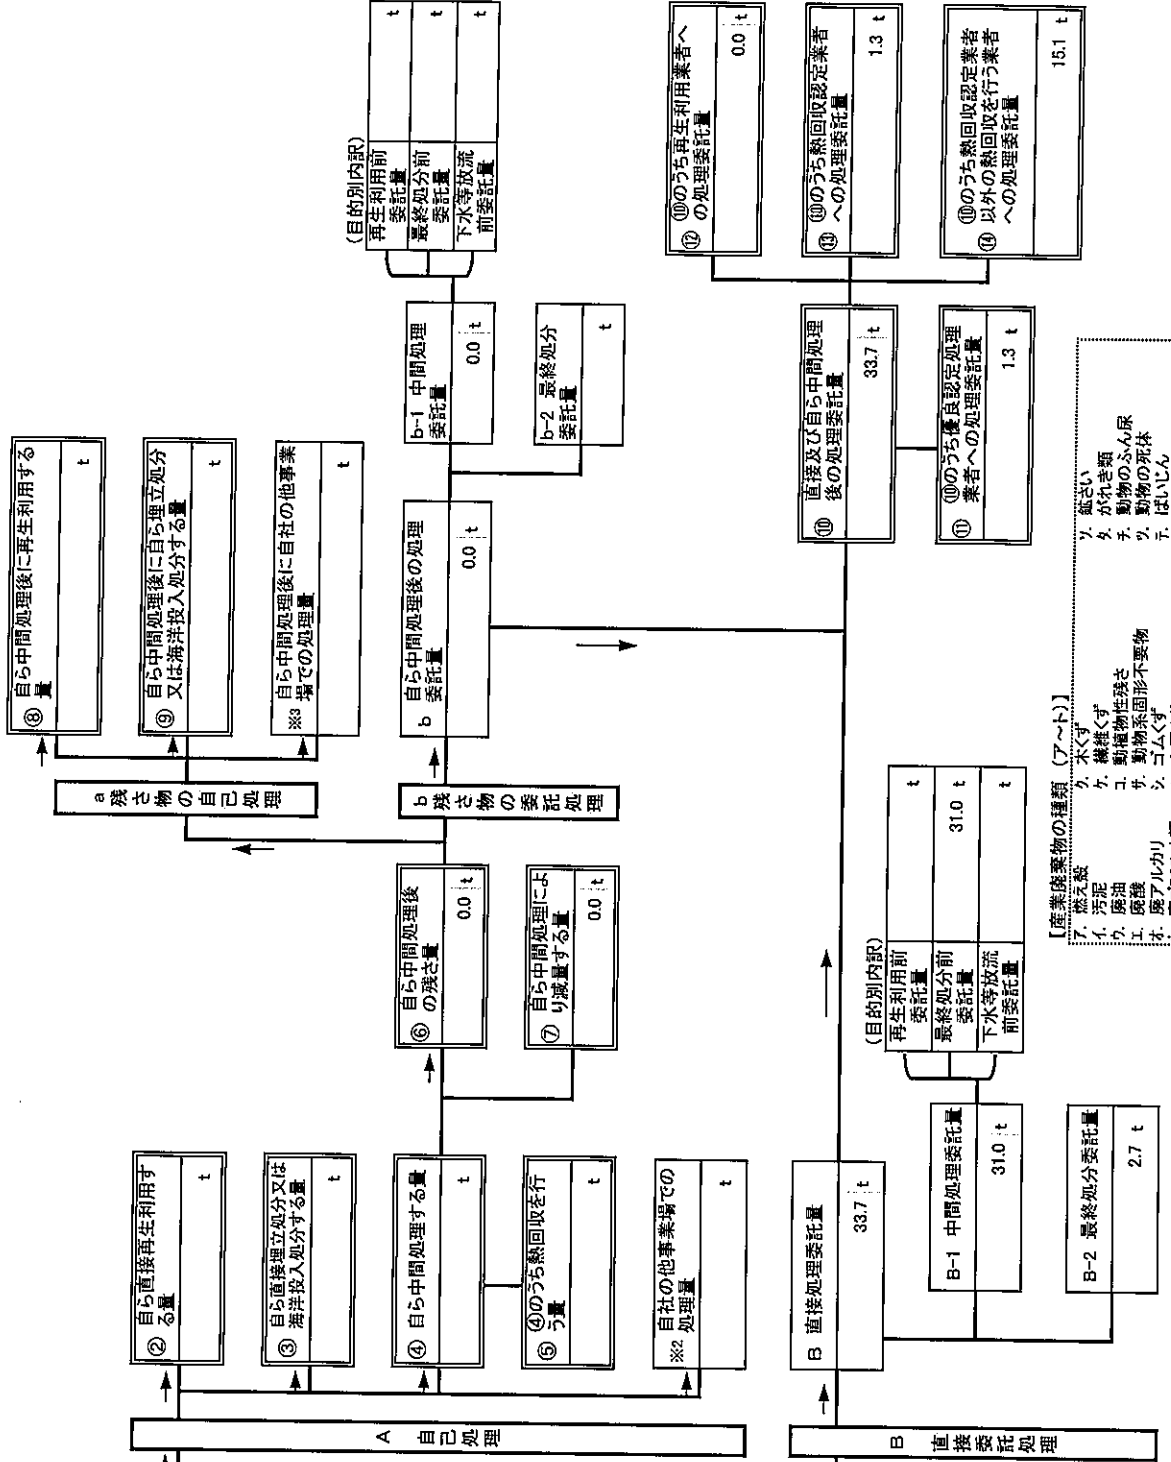 A 自己処理
② 自ら直接再生利用す
る量
t
③ 自ら直接埋立処分又は
海洋投入処分する量
t
④ 自ら中間処理する量
t
⑤ ④のうち熱回収を行
う量
t
※2 自社の他事業場での
処理量
t
⑥ 自ら中間処理後
の残さ量
0.0 t
⑦ 自ら中間処理によ
り減量する量
0.0 t
a 残さ物の自己処理
⑧ 自ら中間処理後に再生利用する
量
t
⑨ 自ら中間処理後に自ら埋立処分
又は海洋投入処分する量
t
※3 自ら中間処理後に自社の他事業
場での処理量
t
b 残さ物の委託処理
b 自ら中間処理後の処理
委託量
0.0 t
b-1 中間処理
委託量
0.0 t
b-2 最終処分
委託量
t
(目的別内訳)
再生利用前
委託量
t
最終処分前
委託量
t
下水等放流
前委託量
t
B 直接委託処理
B 直接処理委託量
33.7 t
B-1 中間処理委託量
31.0 t
B-2 最終処分委託量
2.7 t
(目的別内訳)
再生利用前
委託量
t
最終処分前
委託量
31.0 t
下水等放流
前委託量
t
⑩ 直接及び自ら中間処理
後の処理委託量
33.7 t
⑪ ⑩のうち優良認定処理
業者への処理委託量
1.3 t
⑫ ⑩のうち再生利用業者へ
の処理委託量
0.0 t
⑬ ⑩のうち熱回収認定業者
への処理委託量
1.3 t
⑭ ⑩のうち熱回収認定業者
以外の熱回収を行う業者
への処理委託量
15.1 t
【産業廃棄物の種類(ア~ト)】
ア. 燃え殻
イ. 汚泥
ウ. 廃油
エ. 廃酸
オ. 廃アルカリ
ク. 木くず
ケ. 繊維くず
コ. 動植物性残さ
サ. 動物系固形不要物
シ. ゴムくず
ソ. 鉱さい
タ. がれき類
チ. 動物のふん尿
ツ. 動物の死体
テ. ばいじん